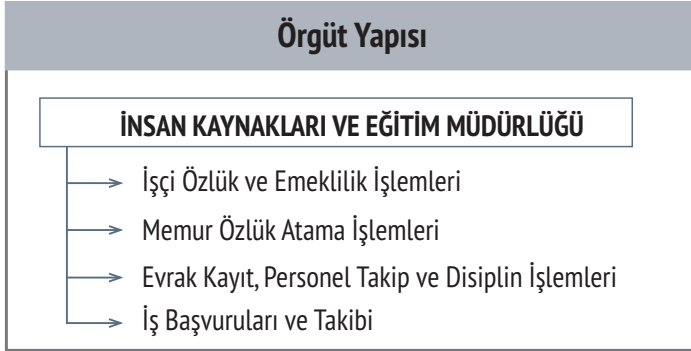 Örgüt Yapısı
İNSAN KAYNAKLARI VE EĞİTİM MÜDÜRLÜĞÜ
İşçi Özlük ve Emeklilik İşlemleri
Memur Özlük Atama İşlemleri
Evrak Kayıt, Personel Takip ve Disiplin İşlemleri
İş Başvuruları ve Takibi